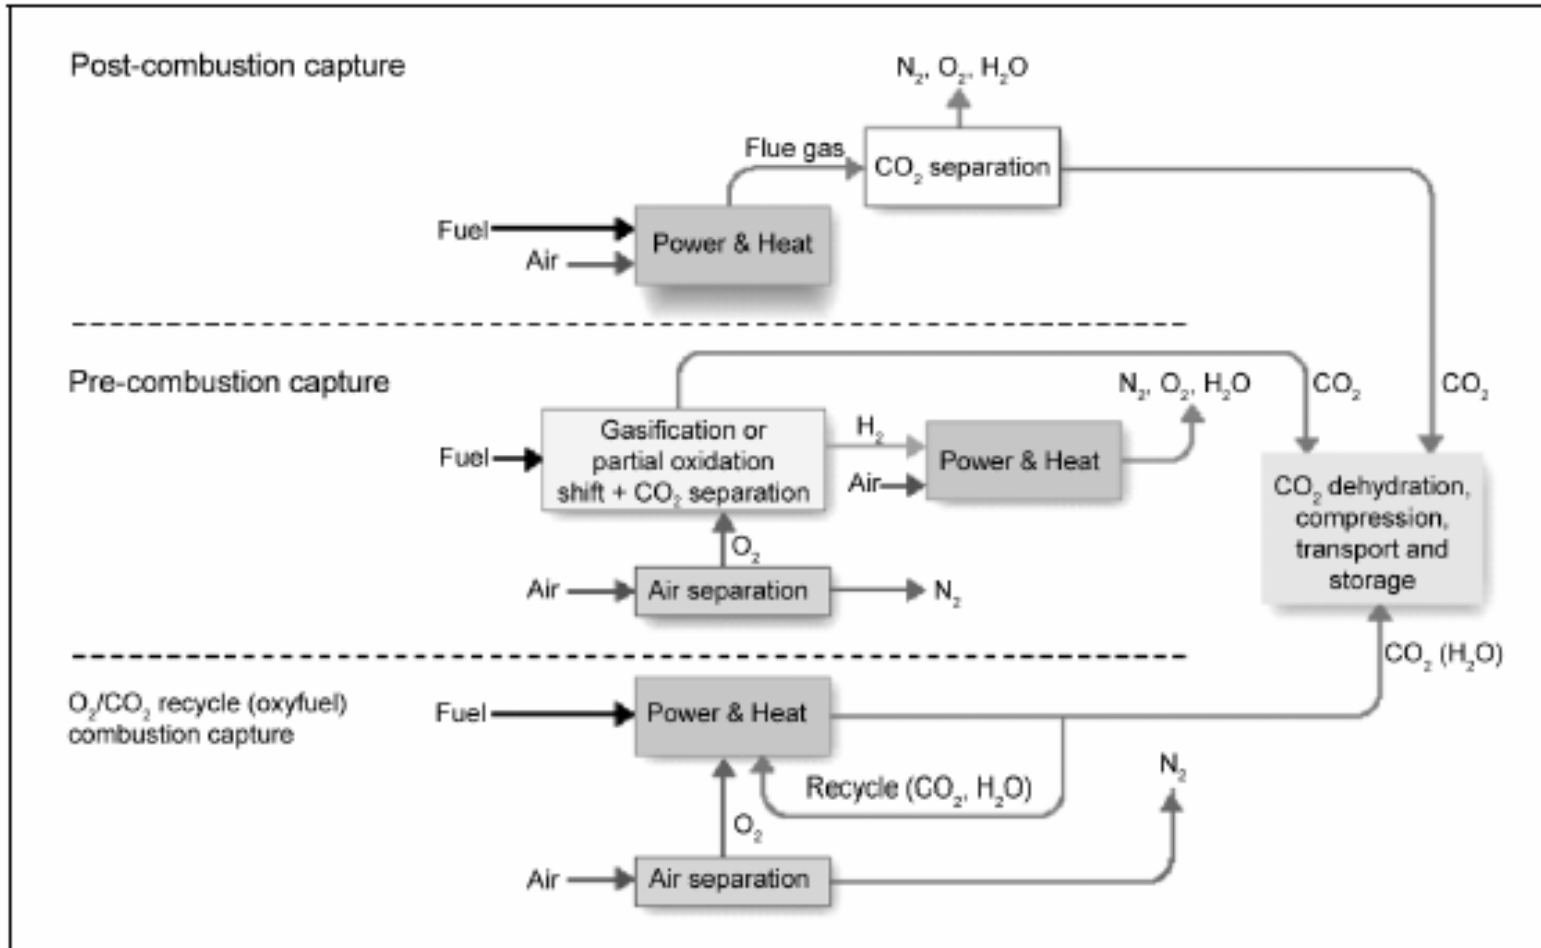 Post-combustion capture
N₂, O₂, H₂O
Flue gas
CO₂ separation
Fuel
Power & Heat
Air
Pre-combustion capture
N₂, O₂, H₂O
CO₂
CO₂
Gasification or
partial oxidation
shift + CO₂ separation
H₂
Fuel
Power & Heat
Air
CO₂ dehydration,
compression,
transport and
storage
O₂
Air
Air separation
N₂
CO₂ (H₂O)
O₂/CO₂ recycle (oxyfuel)
combustion capture
Fuel
Power & Heat
Recycle (CO₂, H₂O)
N₂
O₂
Air
Air separation